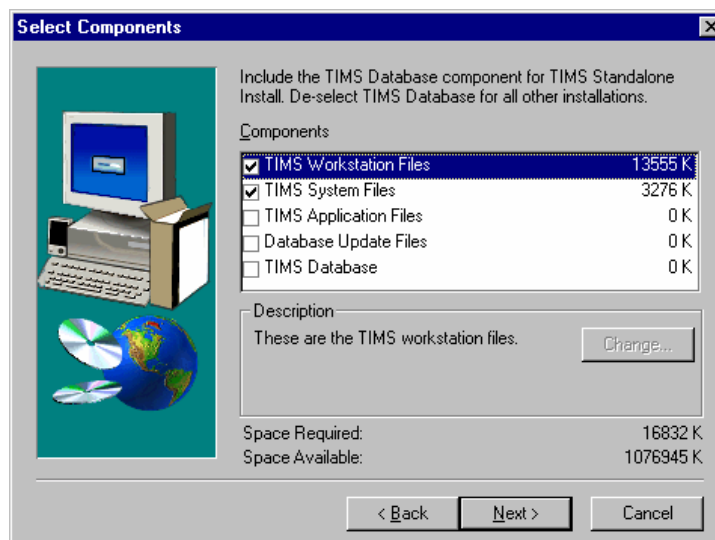 Select Components
Include the TIMS Database component for TIMS Standalone
Install. De-select TIMS Database for all other installations.
Components
TIMS Workstation Files 13555 K
TIMS System Files 3276 K
TIMS Application Files 0 K
Database Update Files 0 K
TIMS Database 0 K
Description
These are the TIMS workstation files.
Change...
Space Required: 16832 K
Space Available: 1076945 K
< Back Next > Cancel